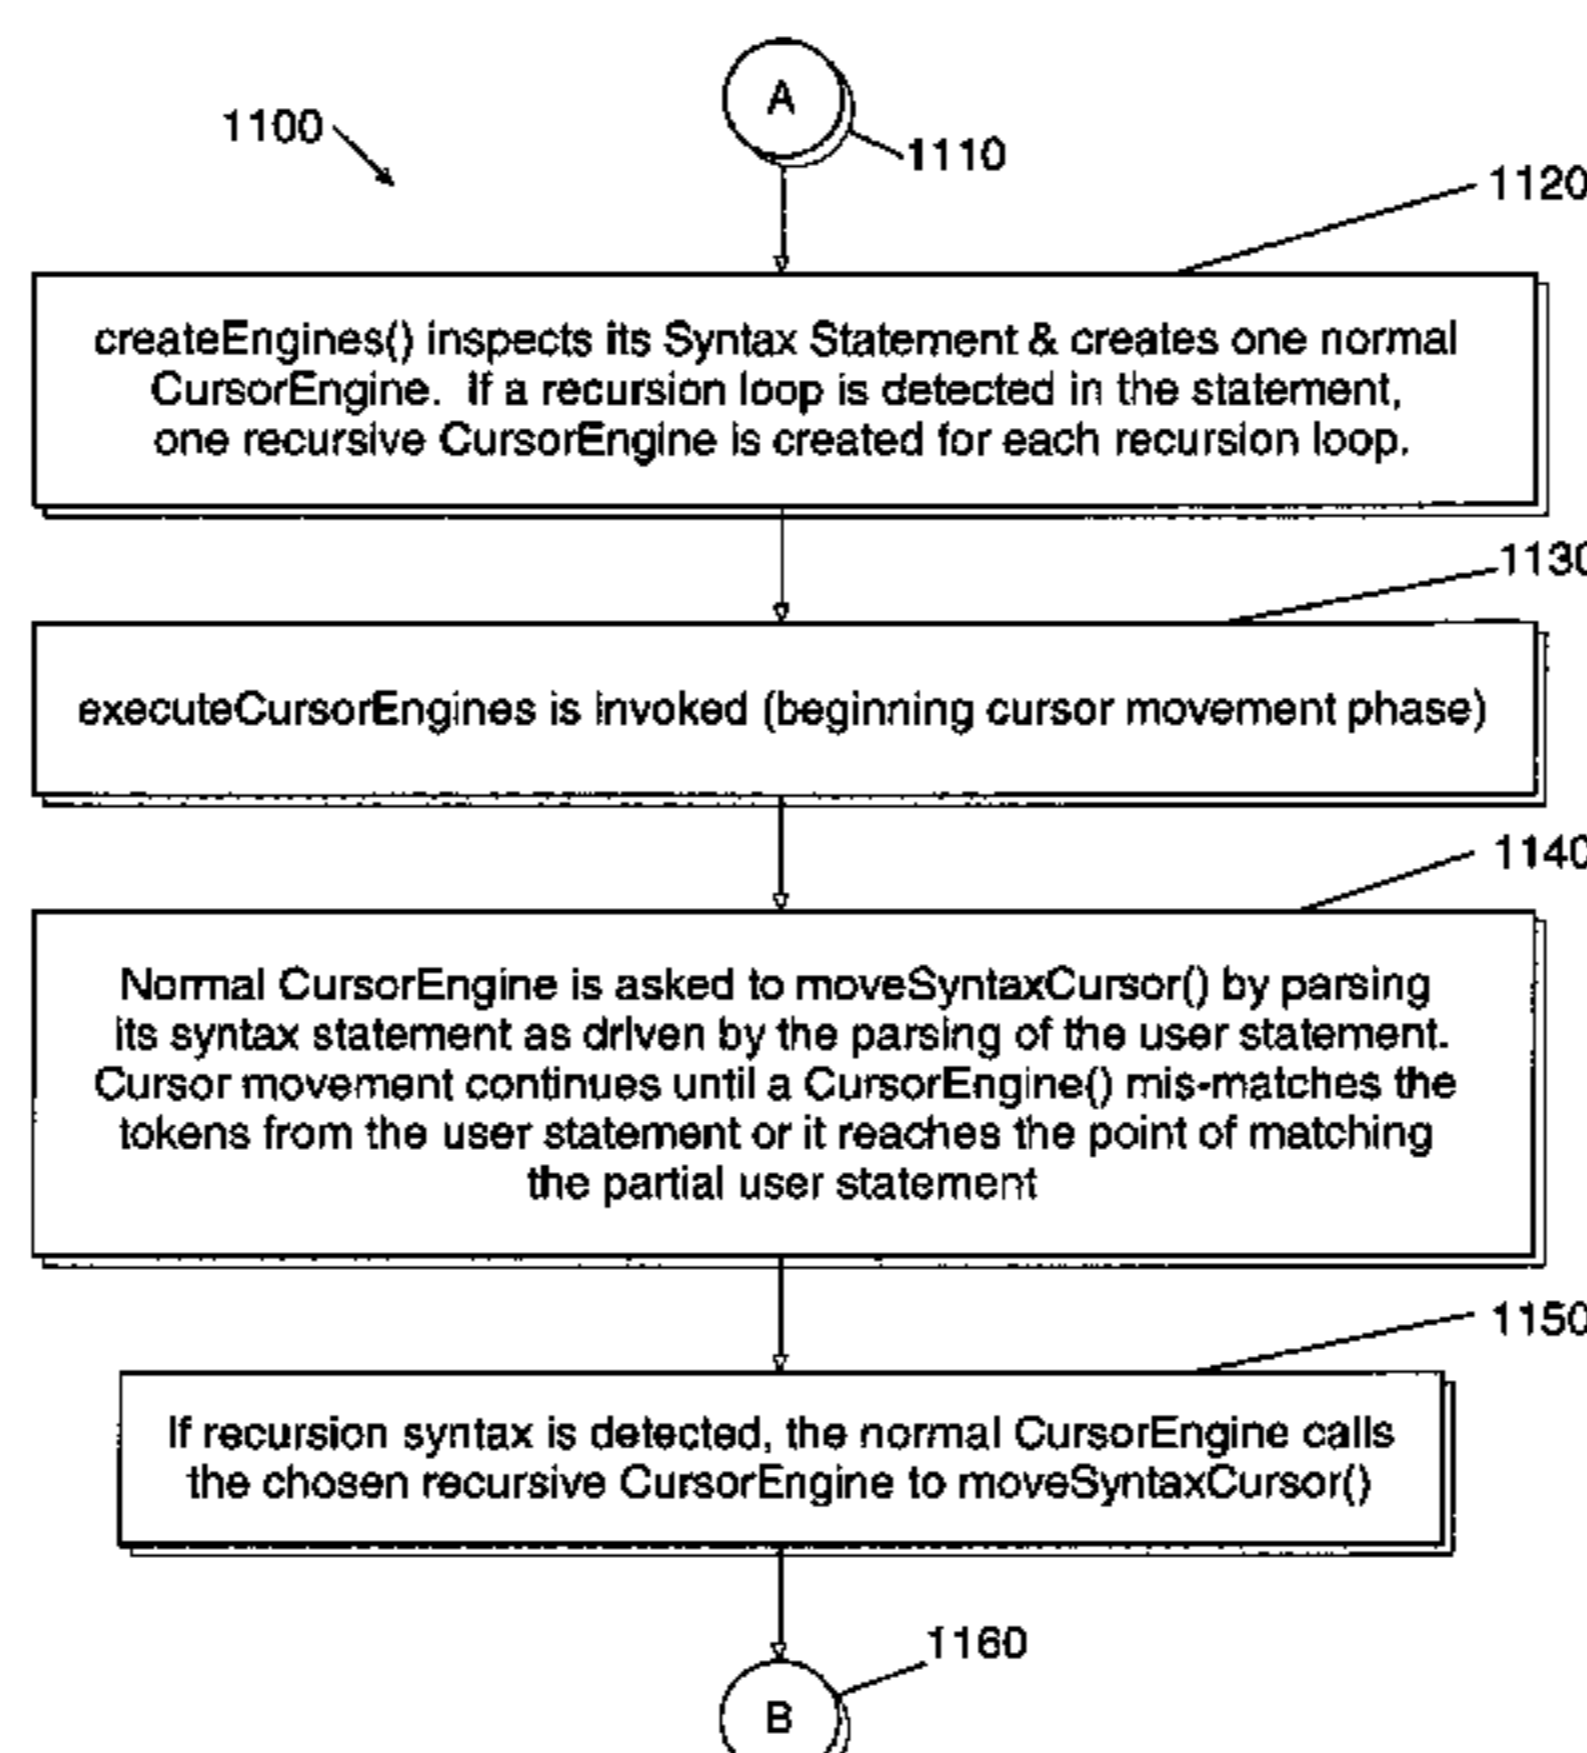 A
1100
1110
1120
createEngines() inspects its Syntax Statement & creates one normal
CursorEngine. If a recursion loop is detected in the statement,
one recursive CursorEngine is created for each recursion loop.
1130
executeCursorEngines is invoked (beginning cursor movement phase)
1140
Normal CursorEngine is asked to moveSyntaxCursor() by parsing
its syntax statement as driven by the parsing of the user statement.
Cursor movement continues until a CursorEngine() mis-matches the
tokens from the user statement or it reaches the point of matching
the partial user statement
1150
If recursion syntax is detected, the normal CursorEngine calls
the chosen recursive CursorEngine to moveSyntaxCursor()
1160
B